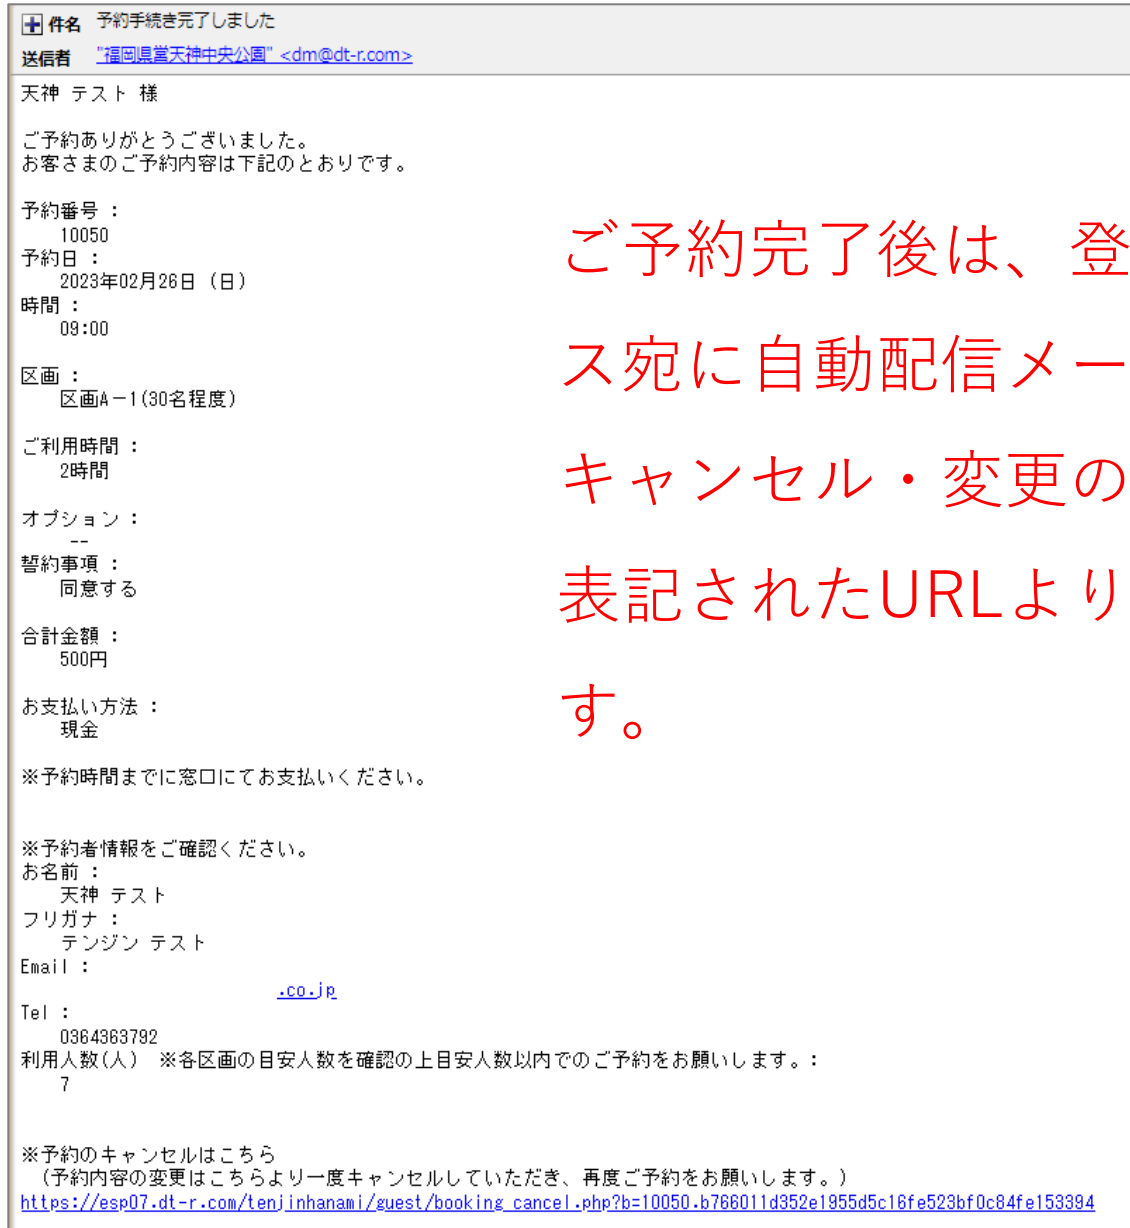 件名 予約手続き完了しました
送信者 "福岡県営天神中央公園" <dm@dt-r.com>
天神 テスト 様
ご予約ありがとうございました。
お客さまのご予約内容は下記のとおりです。
予約番号：
10050
予約日：
2023年02月26日（日）
時間：
09:00
区画：
区画A－1(30名程度)
ご利用時間：
2時間
オプション：
--
誓約事項：
同意する
合計金額：
500円
お支払い方法：
現金
※予約時間までに窓口にてお支払いください。
※予約者情報をご確認ください。
お名前：
天神 テスト
フリガナ：
テンジン テスト
Email：
.co.jp
Tel：
0364363792
利用人数(人)　※各区画の目安人数を確認の上目安人数以内でのご予約をお願いします。：
7
※予約のキャンセルはこちら
（予約内容の変更はこちらより一度キャンセルしていただき、再度ご予約をお願いします。）
https://esp07.dt-r.com/tenjinhanami/guest/booking_cancel.php?b=10050.b766011d352e1955d5c16fe523bf0c84fe153394
ご予約完了後は、登
ス宛に自動配信メー
キャンセル・変更の
表記されたURLより
す。